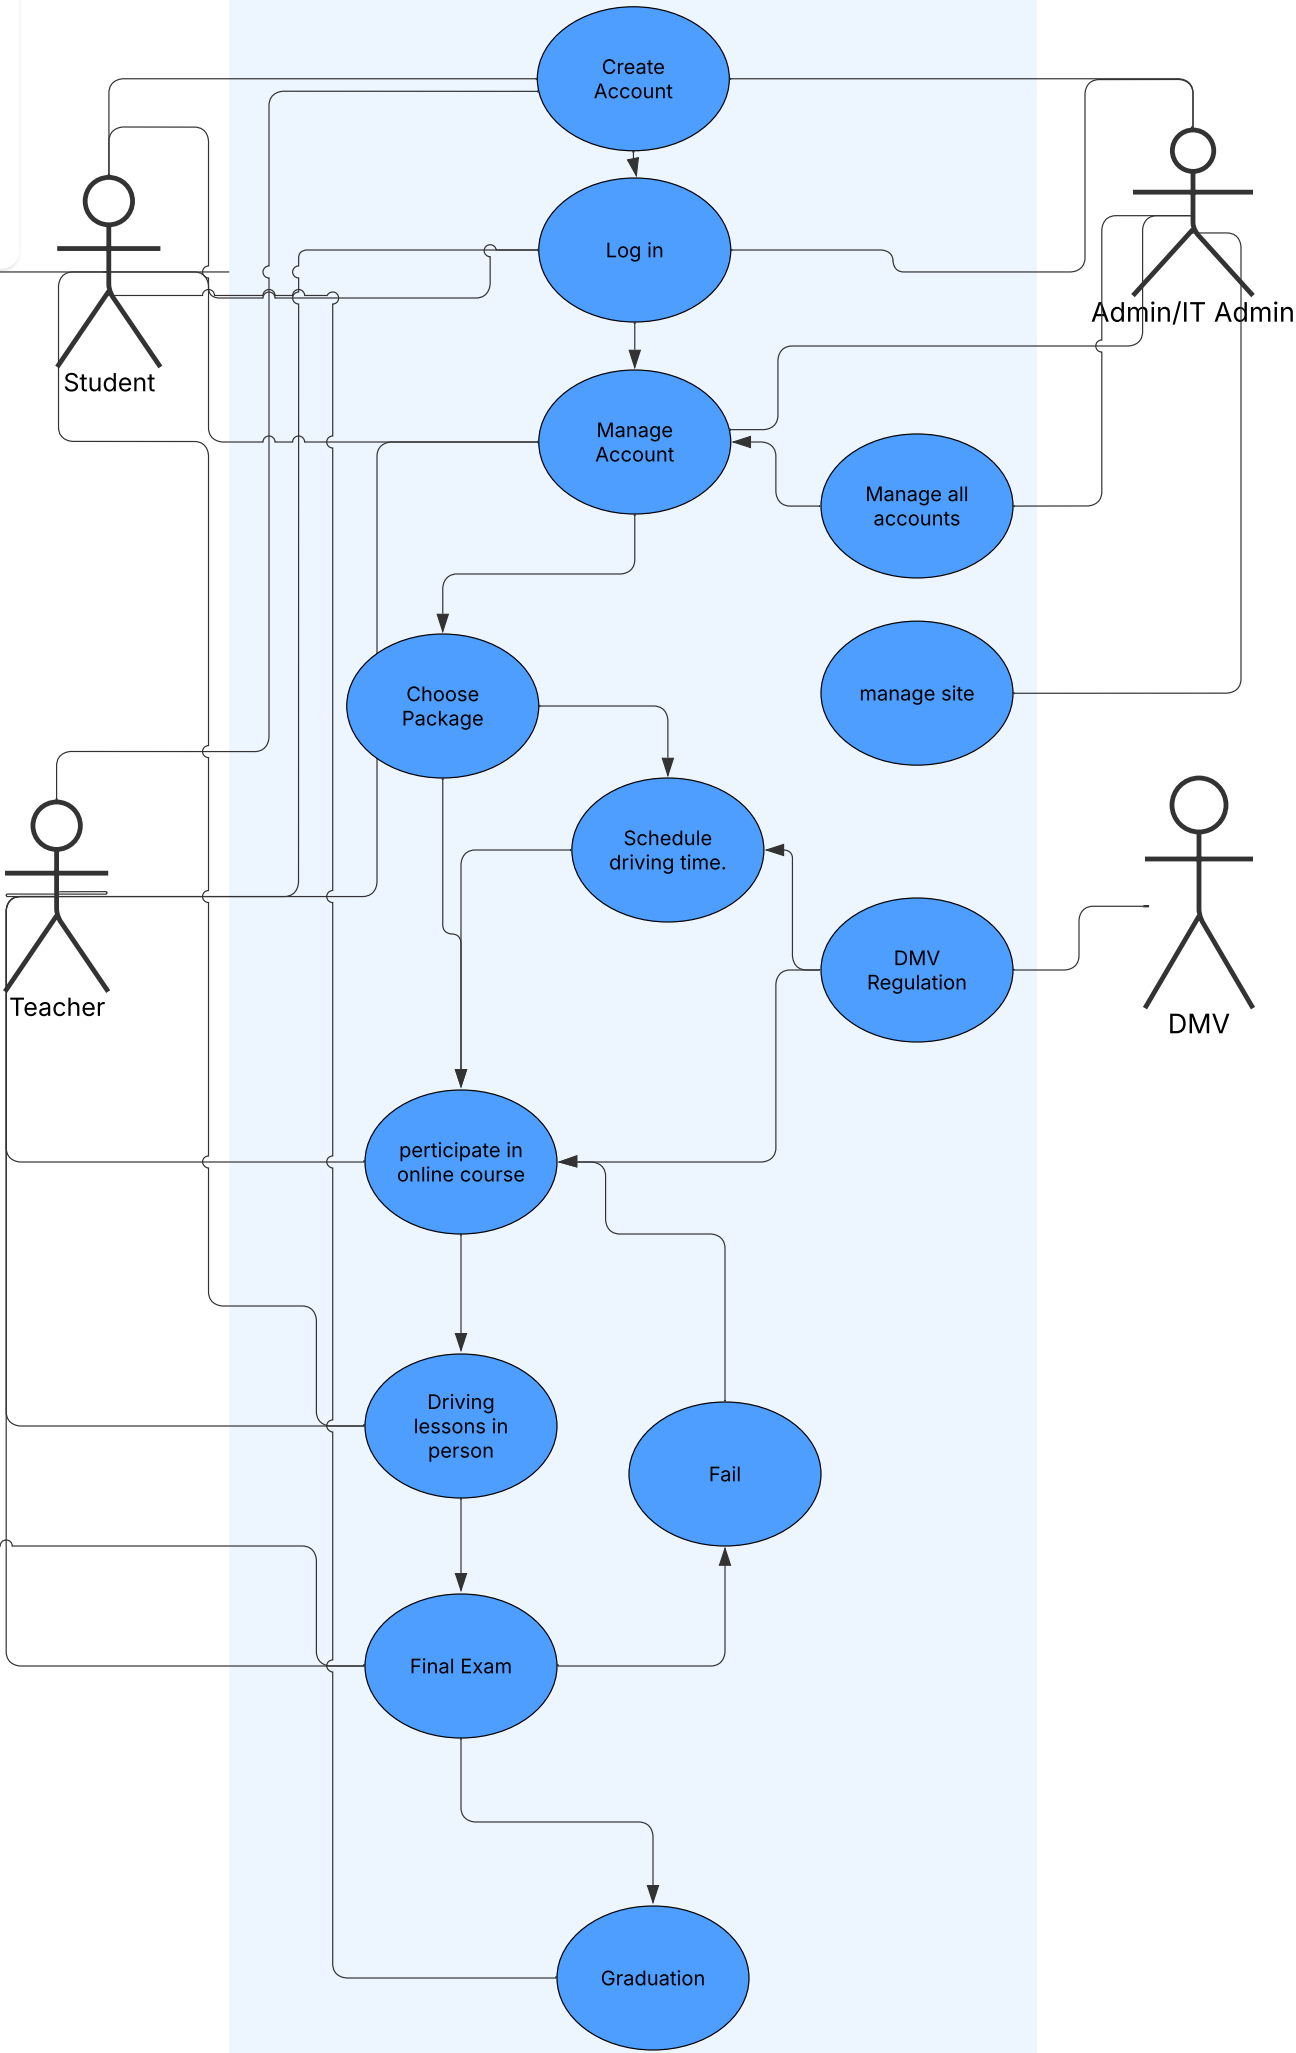 Create
Account
Log in
Student
Admin/IT Admin
Manage
Account
Manage all
accounts
Choose
Package
manage site
Schedule
driving time.
DMV
Regulation
Teacher
DMV
perticipate in
online course
Driving
lessons in
person
Fail
Final Exam
Graduation